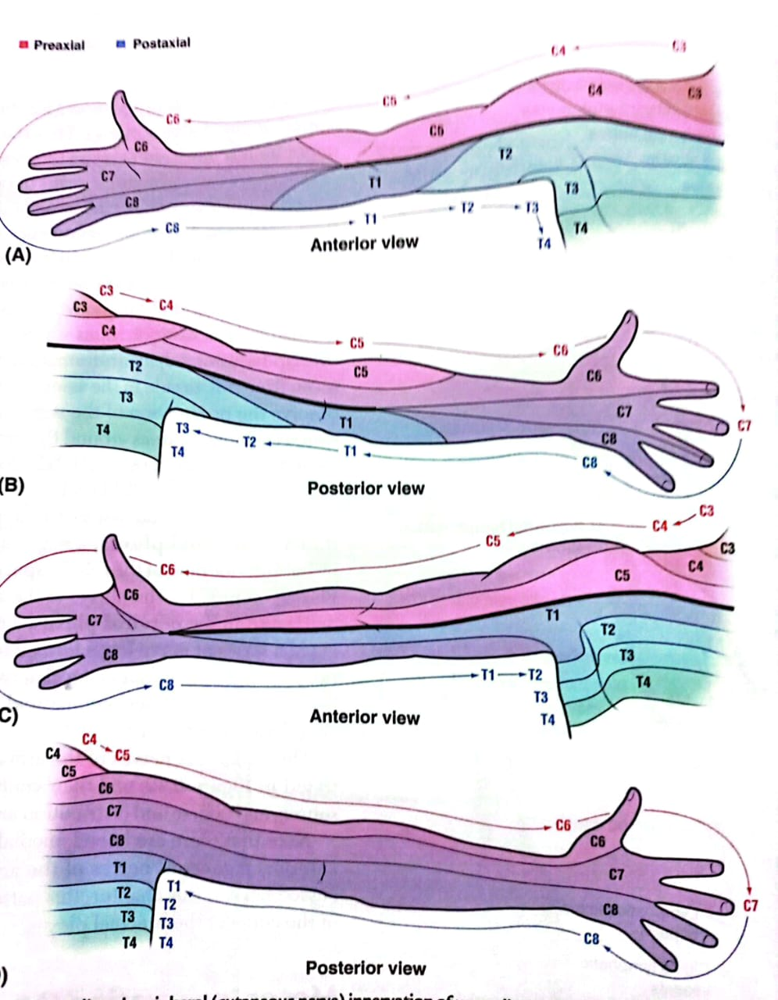 Preaxial Postaxial
C3
C4
C4
C3
C6
C5
C6
C6
T2
C7
T1
T3
C8
T2
T3
T4
T1
C8
T4
Anterior view
(A)
C3
C4
C3
C4
C5
C6
T2
C5
C6
T3
C7
T1
C7
T4
T3
C8
T2
T4
T1
C8
Posterior view
(B)
C3
C4
C5
C3
C4
C6
C5
C6
T1
C7
T2
C8
T3
T1
T2
T4
C8
T3
T4
Anterior view
C)
C4
C4
C5
C5
C6
C7
C6
C8
C6
T1
C7
T1
T2
T2
C7
C8
T3
T3
C8
T4
T4
Posterior view
)
(cutaneous nerve) innervation of